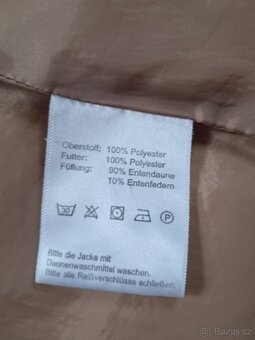 Oberstoff: 100% Polyester
Futter: 100% Polyester
Füllung: 90% Entendaune
10% Entenfedern
30 P
Bitte die Jacke mit
Daunenwaschmittel waschen.
Bitte alle Reißverschlüsse schließen.
Bazos.cz